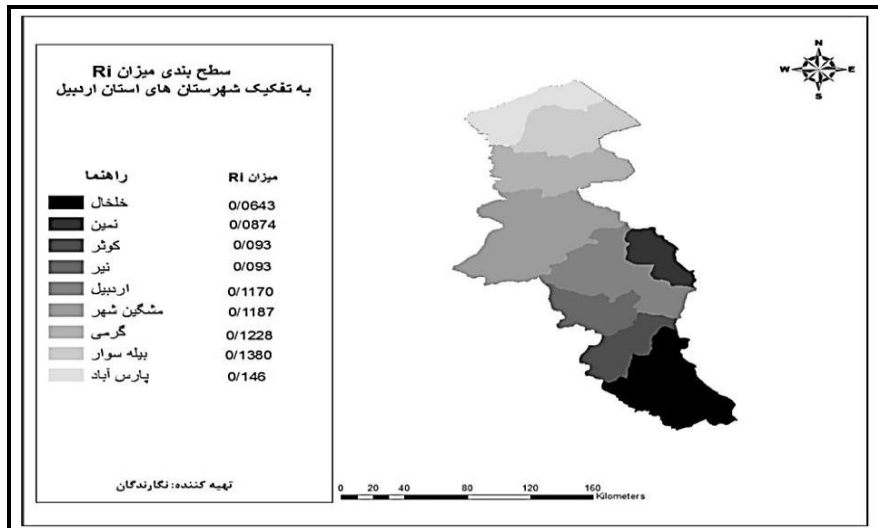 سطح بندی میزان Ri
به تفکیک شهرستان های استان اردبیل
راهنما میزان Ri
خلخال 0/0643
نمین 0/0874
کوثر 0/093
نیر 0/093
اردبیل 0/1170
مشگین شهر 0/1187
گرمی 0/1228
بیله سوار 0/1380
پارس آباد 0/146
تهیه کننده: نگارندگان
N
W E
S
0 20 40 80 120 160
Kilometers